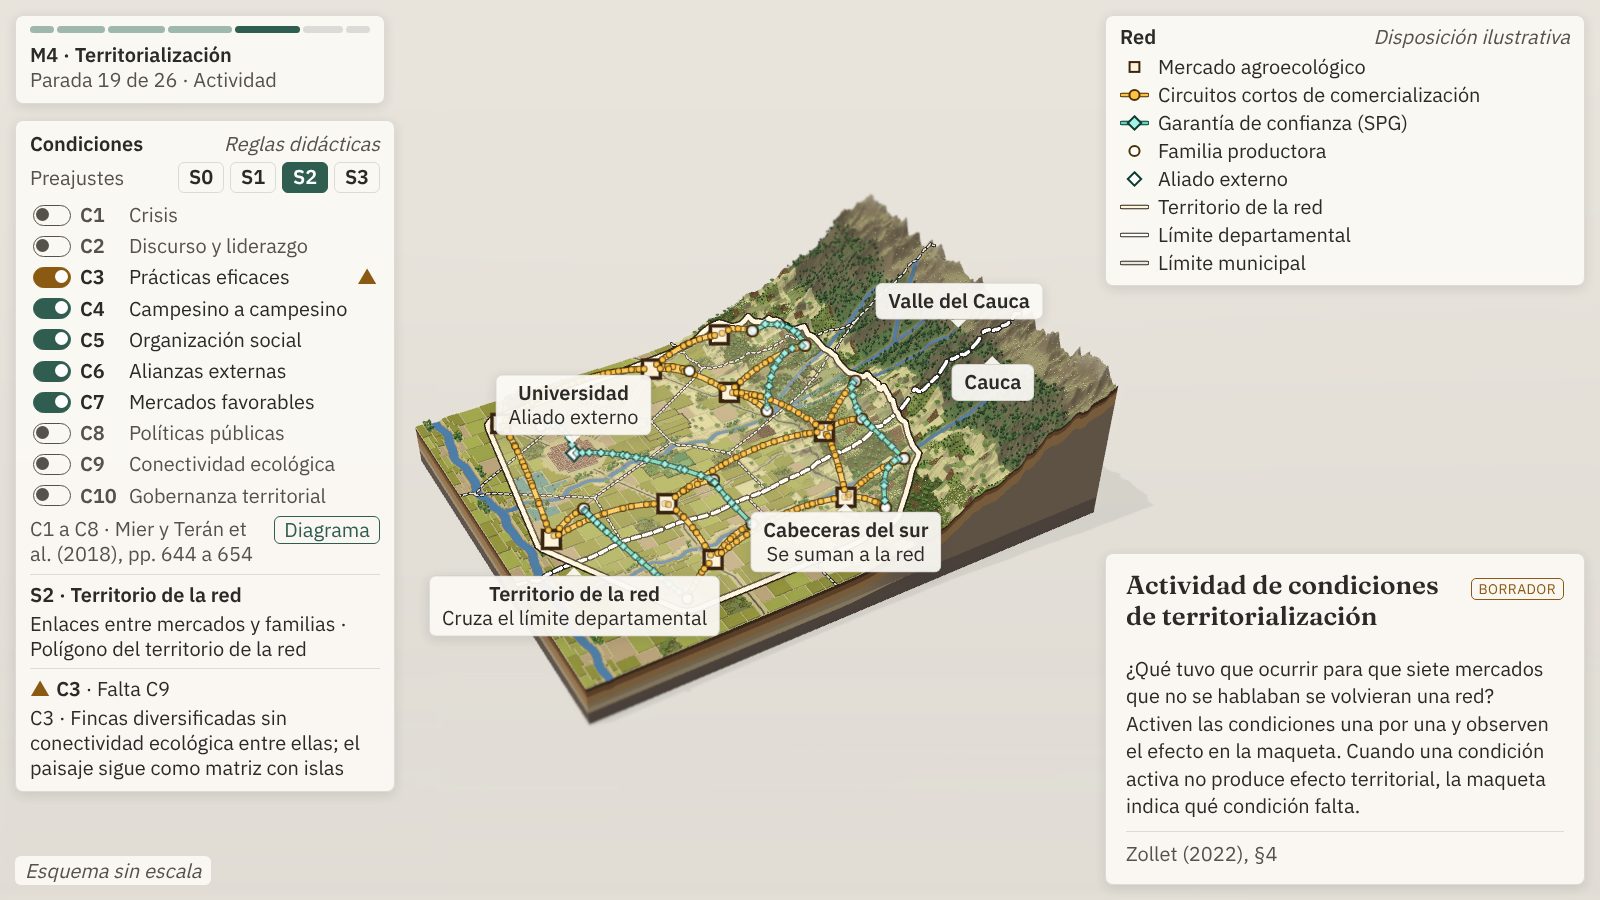 M4 · Territorialización
Parada 19 de 26 · Actividad
Condiciones
Reglas didácticas
Preajustes
S0
S1
S2
S3
C1 Crisis
C2 Discurso y liderazgo
C3 Prácticas eficaces
C4 Campesino a campesino
C5 Organización social
C6 Alianzas externas
C7 Mercados favorables
C8 Políticas públicas
C9 Conectividad ecológica
C10 Gobernanza territorial
C1 a C8 · Mier y Terán et
al. (2018), pp. 644 a 654
Diagrama
S2 · Territorio de la red
Enlaces entre mercados y familias ·
Polígono del territorio de la red
C3 · Falta C9
C3 · Fincas diversificadas sin
conectividad ecológica entre ellas; el
paisaje sigue como matriz con islas
Esquema sin escala
Valle del Cauca
Cauca
Universidad
Aliado externo
Cabeceras del sur
Se suman a la red
Territorio de la red
Cruza el límite departamental
Red
Disposición ilustrativa
Mercado agroecológico
Circuitos cortos de comercialización
Garantía de confianza (SPG)
Familia productora
Aliado externo
Territorio de la red
Límite departamental
Límite municipal
Actividad de condiciones
de territorialización
BORRADOR
¿Qué tuvo que ocurrir para que siete mercados
que no se hablaban se volvieran una red?
Activen las condiciones una por una y observen
el efecto en la maqueta. Cuando una condición
activa no produce efecto territorial, la maqueta
indica qué condición falta.
Zollet (2022), §4